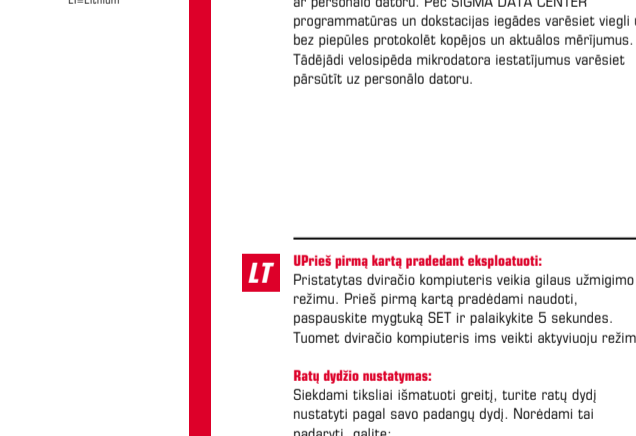 Li=Lithium
ar personālo datoru. Pēc SIGMA DATA CENTER
programmatūras un dokstacijas iegādes varēsiet viegli
bez piepūles protokolēt kopējos un aktuālos mērījumus.
Tādējādi velosipēda mikrodatora iestatījumus varēsiet
pārsūtīt uz personālo datoru.
LT
UPrieš pirmą kartą pradedant eksploatuoti:
Pristatytas dviračio kompiuteris veikia gilaus užmigimo
režimu. Prieš pirmą kartą pradėdami naudoti,
paspauskite mygtuką SET ir palaikykite 5 sekundes.
Tuomet dviračio kompiuteris ims veikti aktyviuoju režim
Ratų dydžio nustatymas:
Siekdami tiksliai išmatuoti greitį, turite ratų dydį
nustatyti pagal savo padangų dydį. Norėdami tai
padaryti, galite: